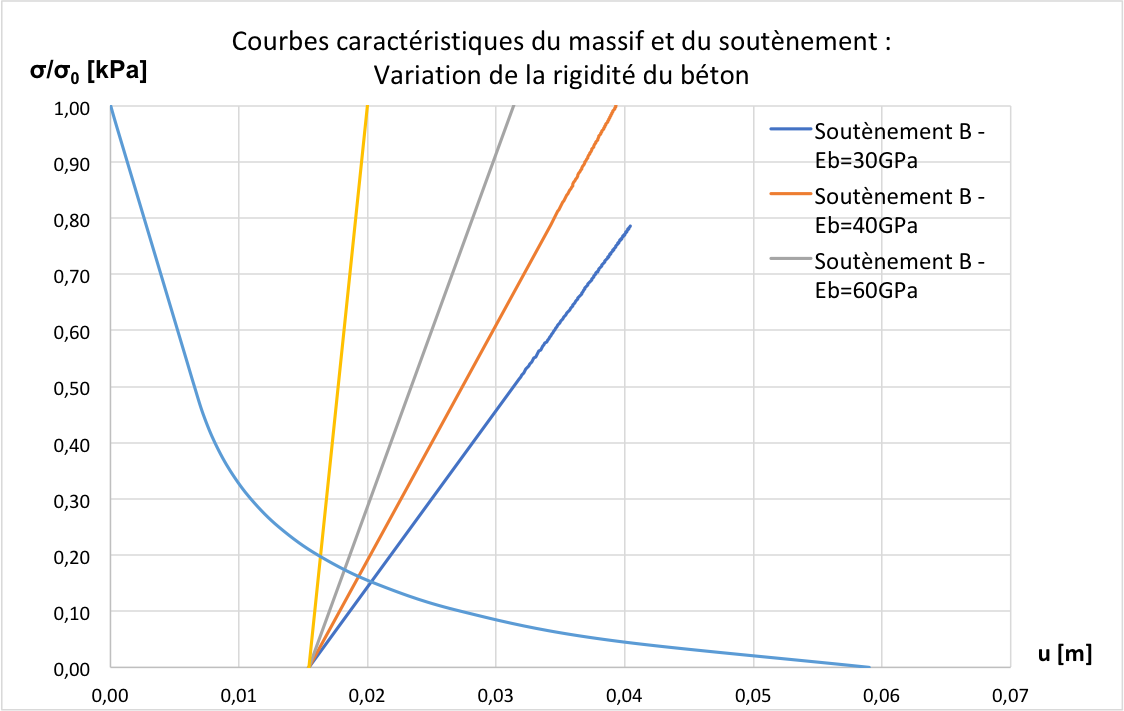 Courbes caractéristiques du massif et du soutènement :
Variation de la rigidité du béton
σ/σ₀ [kPa]
1,00
0,90
0,80
0,70
0,60
0,50
0,40
0,30
0,20
0,10
0,00
Soutènement B -
Eb=30GPa
Soutènement B -
Eb=40GPa
Soutènement B -
Eb=60GPa
u [m]
0,00 0,01 0,02 0,03 0,04 0,05 0,06 0,07